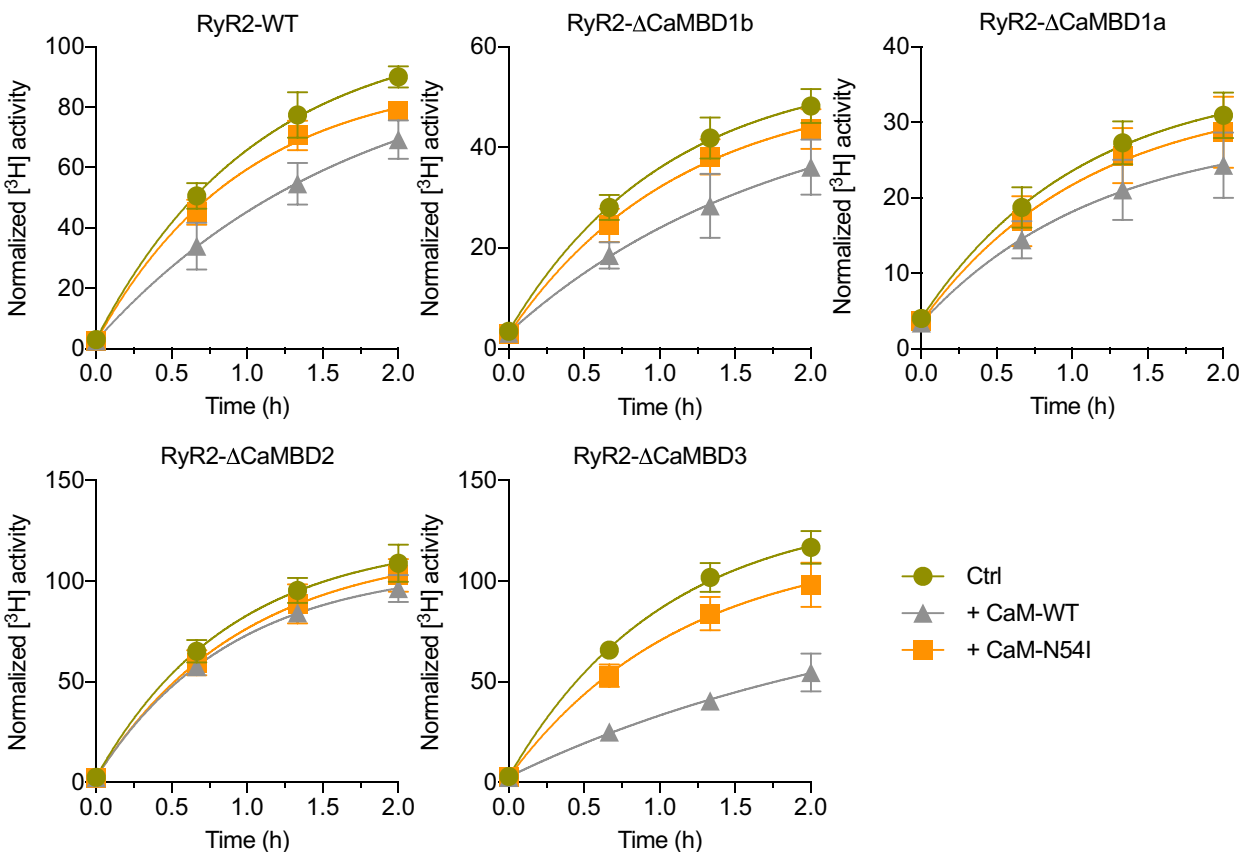 RyR2-WT
Normalized [³H] activity
100
80
60
40
20
0
0.0 0.5 1.0 1.5 2.0
Time (h)
RyR2-ΔCaMBD1b
Normalized [³H] activity
60
40
20
0
0.0 0.5 1.0 1.5 2.0
Time (h)
RyR2-ΔCaMBD1a
Normalized [³H] activity
40
30
20
10
0
0.0 0.5 1.0 1.5 2.0
Time (h)
RyR2-ΔCaMBD2
Normalized [³H] activity
150
100
50
0
0.0 0.5 1.0 1.5 2.0
Time (h)
RyR2-ΔCaMBD3
Normalized [³H] activity
150
100
50
0
0.0 0.5 1.0 1.5 2.0
Time (h)
Ctrl
+ CaM-WT
+ CaM-N54I